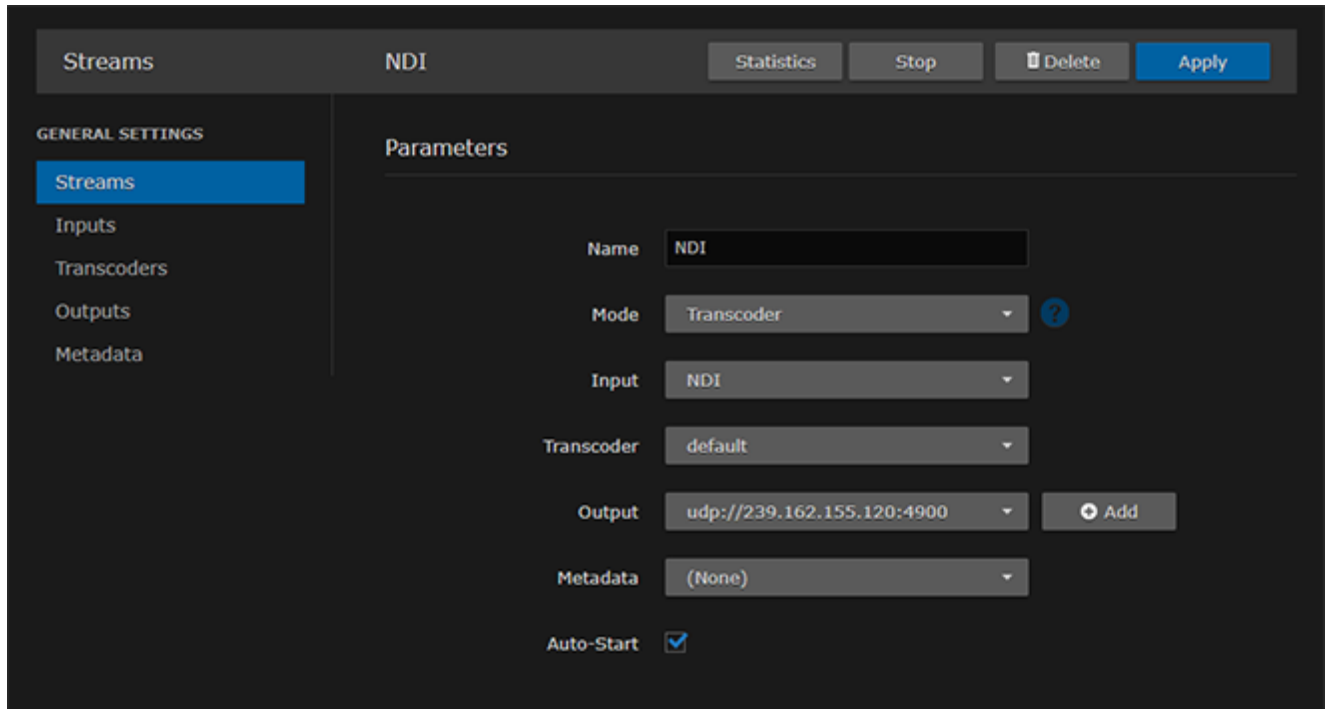 Streams NDI Statistics Stop Delete Apply
GENERAL SETTINGS
Streams
Inputs
Transcoders
Outputs
Metadata
Parameters
Name NDI
Mode Transcoder ?
Input NDI
Transcoder default
Output udp://239.162.155.120:4900 Add
Metadata (None)
Auto-Start